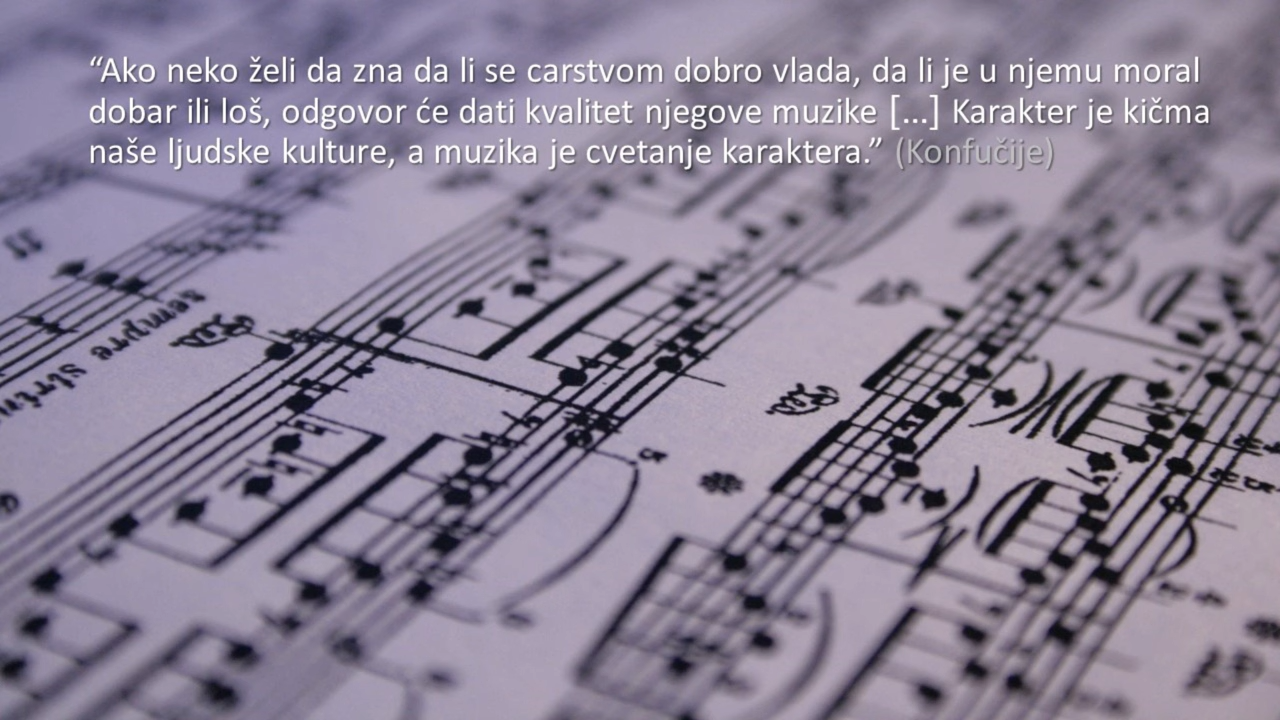 “Ako neko želi da zna da li se carstvom dobro vlada, da li je u njemu moral
dobar ili loš, odgovor će dati kvalitet njegove muzike [...] Karakter je kičma
naše ljudske kulture, a muzika je cvetanje karaktera.” (Konfučije)
ff
sempre